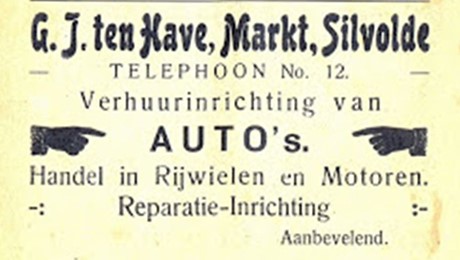 G. J. ten Have, Markt, Silvolde
— TELEPHOON No. 12. —
Verhuurinrichting van
AUTO's.
Handel in Rijwielen en Motoren.
-: Reparatie-Inrichting :-
Aanbevelend.